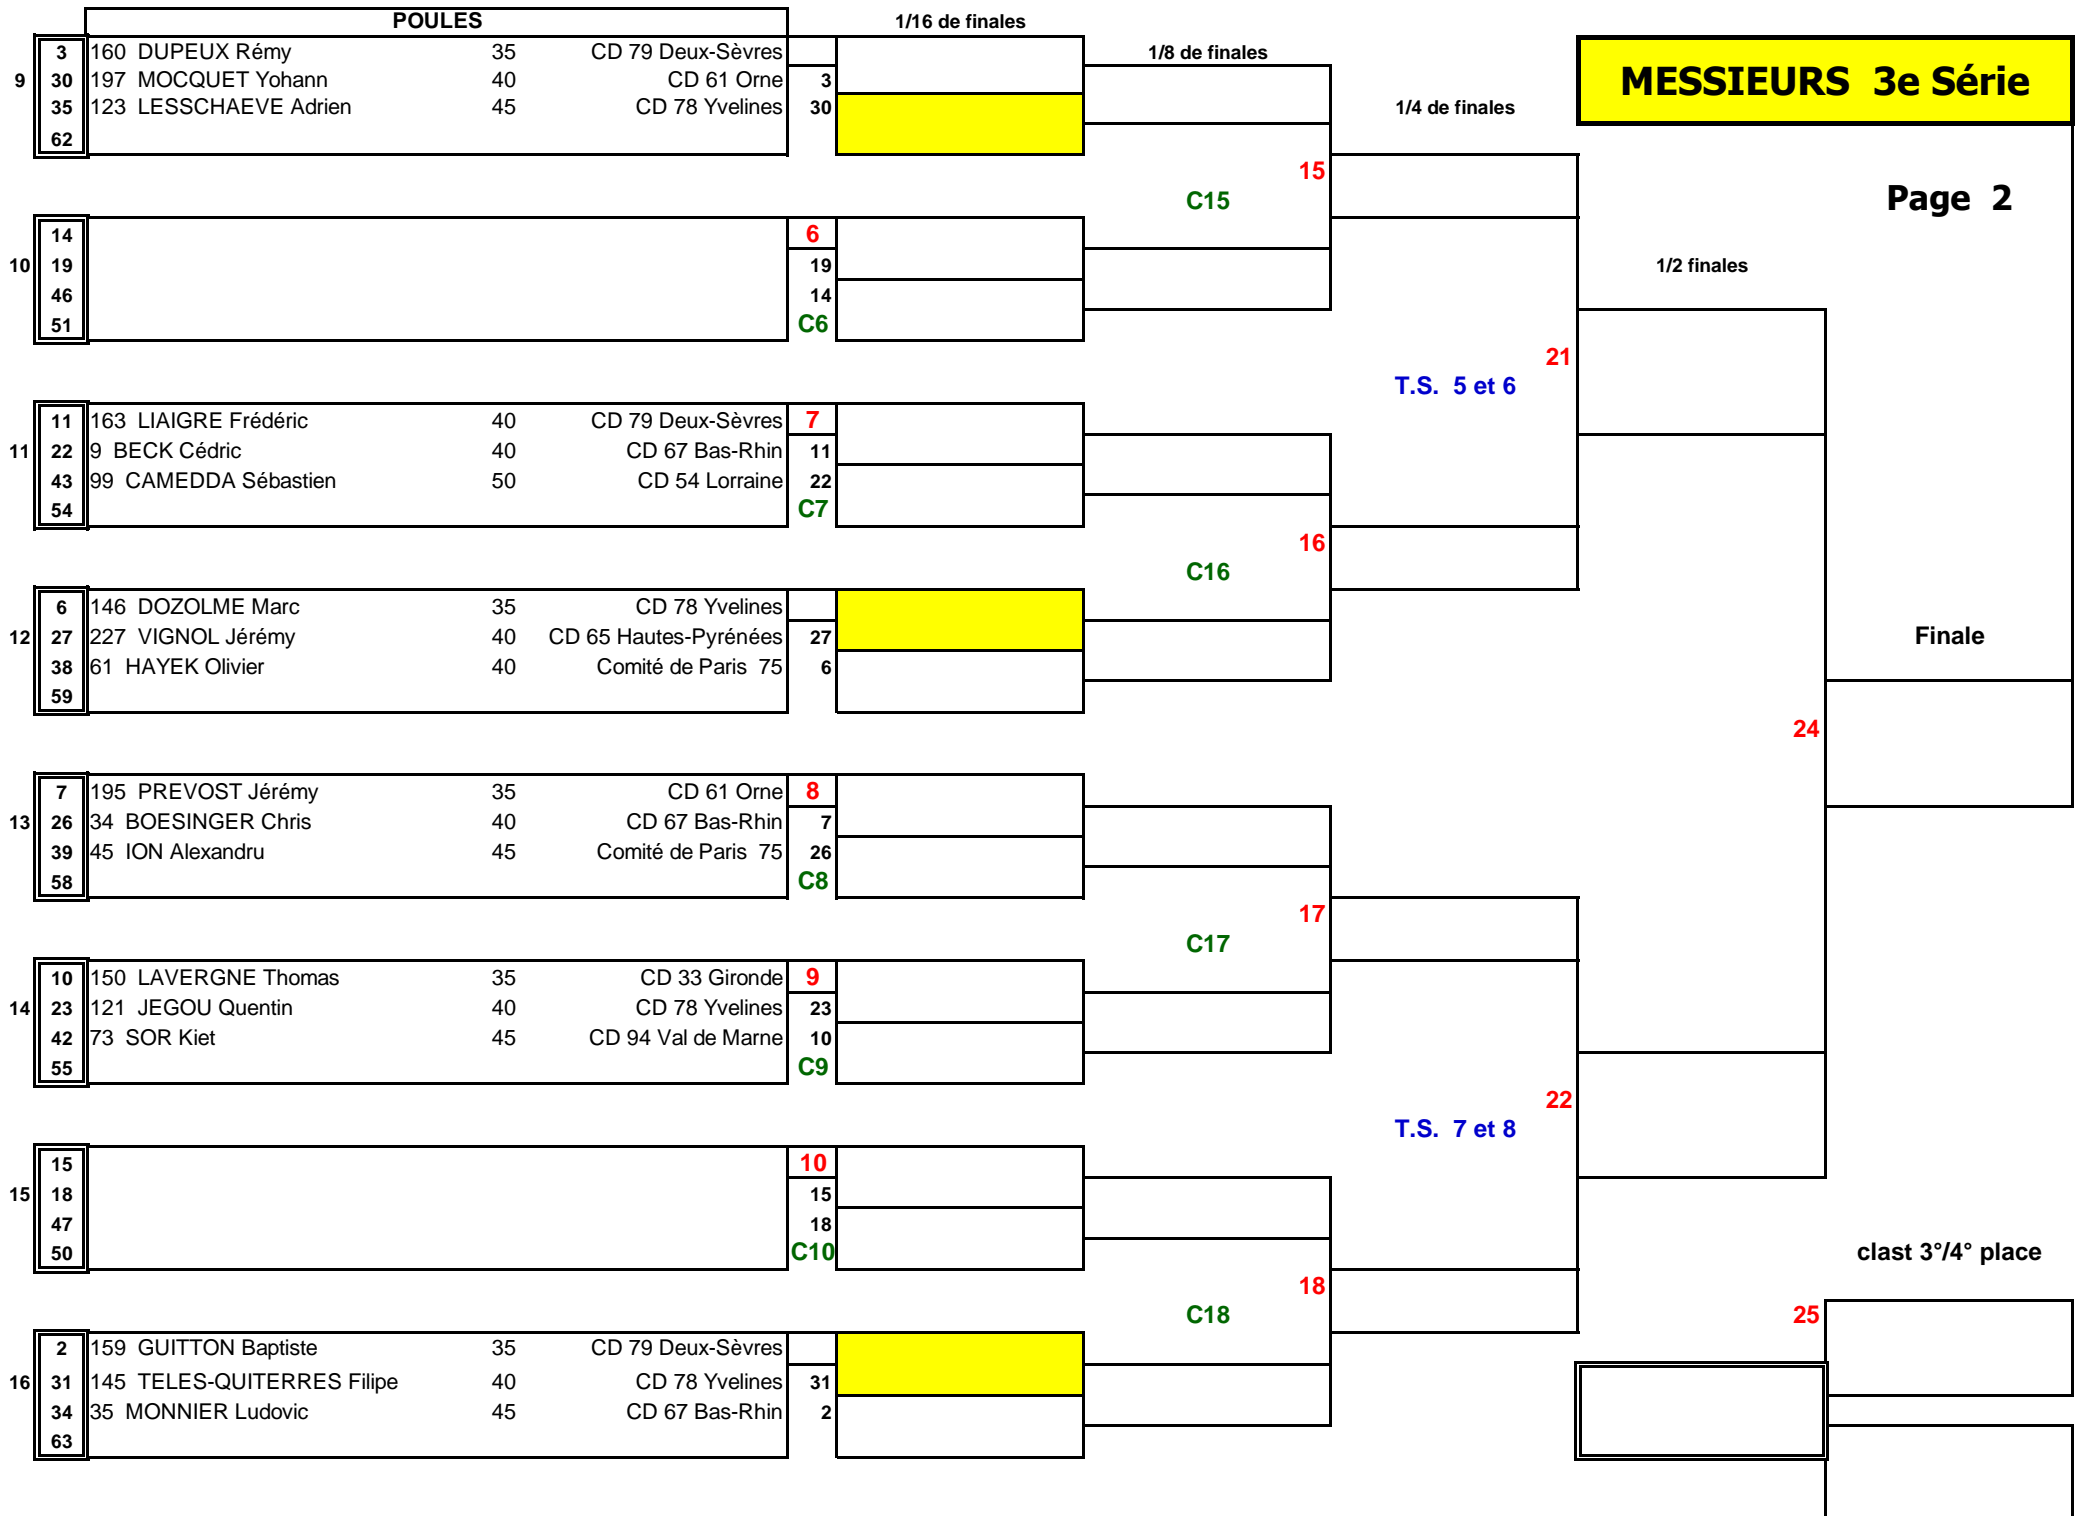 POULES
1/16 de finales
3 160 DUPEUX Rémy 35 CD 79 Deux-Sèvres
1/8 de finales
MESSIEURS 3e Série
9 30 197 MOCQUET Yohann 40 CD 61 Orne 3
35 123 LESSCHAEVE Adrien 45 CD 78 Yvelines 30
1/4 de finales
62
15
C15
Page 2
14 6
10 19 19
1/2 finales
46 14
51 C6
21
T.S. 5 et 6
11 163 LIAIGRE Frédéric 40 CD 79 Deux-Sèvres 7
11 22 9 BECK Cédric 40 CD 67 Bas-Rhin 11
43 99 CAMEDDA Sébastien 50 CD 54 Lorraine 22
54 C7
16
C16
6 146 DOZOLME Marc 35 CD 78 Yvelines
12 27 227 VIGNOL Jérémy 40 CD 65 Hautes-Pyrénées 27
Finale
38 61 HAYEK Olivier 40 Comité de Paris 75 6
59
24
7 195 PREVOST Jérémy 35 CD 61 Orne 8
13 26 34 BOESINGER Chris 40 CD 67 Bas-Rhin 7
39 45 ION Alexandru 45 Comité de Paris 75 26
58 C8
17
C17
10 150 LAVERGNE Thomas 35 CD 33 Gironde 9
14 23 121 JEGOU Quentin 40 CD 78 Yvelines 23
42 73 SOR Kiet 45 CD 94 Val de Marne 10
55 C9
22
T.S. 7 et 8
15 10
15 18 15
47 18
50 C10
clast 3°/4° place
18
C18
25
2 159 GUITTON Baptiste 35 CD 79 Deux-Sèvres
16 31 145 TELES-QUITERRES Filipe 40 CD 78 Yvelines 31
34 35 MONNIER Ludovic 45 CD 67 Bas-Rhin 2
63